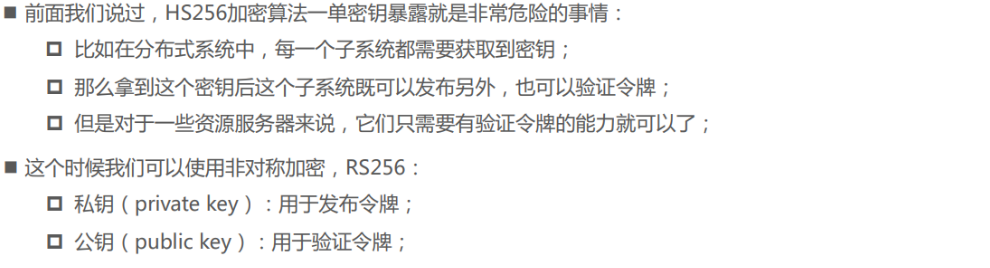 ■ 前面我们说过，HS256加密算法一单密钥暴露就是非常危险的事情：
❑ 比如在分布式系统中，每一个子系统都需要获取到密钥；
❑ 那么拿到这个密钥后这个子系统既可以发布另外，也可以验证令牌；
❑ 但是对于一些资源服务器来说，它们只需要有验证令牌的能力就可以了；
■ 这个时候我们可以使用非对称加密，RS256：
❑ 私钥（private key）：用于发布令牌；
❑ 公钥（public key）：用于验证令牌；